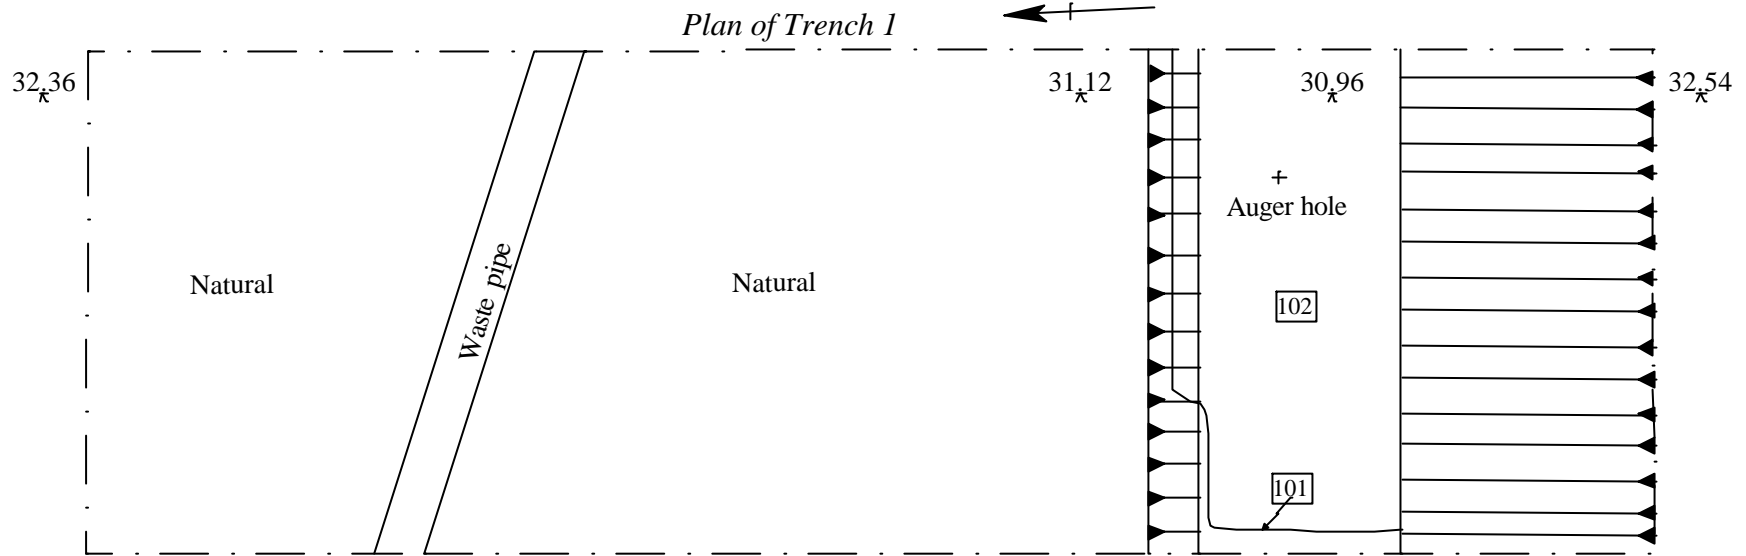 Plan of Trench 1
32.36
31.12
30.96
32.54
Auger hole
Natural
Waste pipe
Natural
102
101